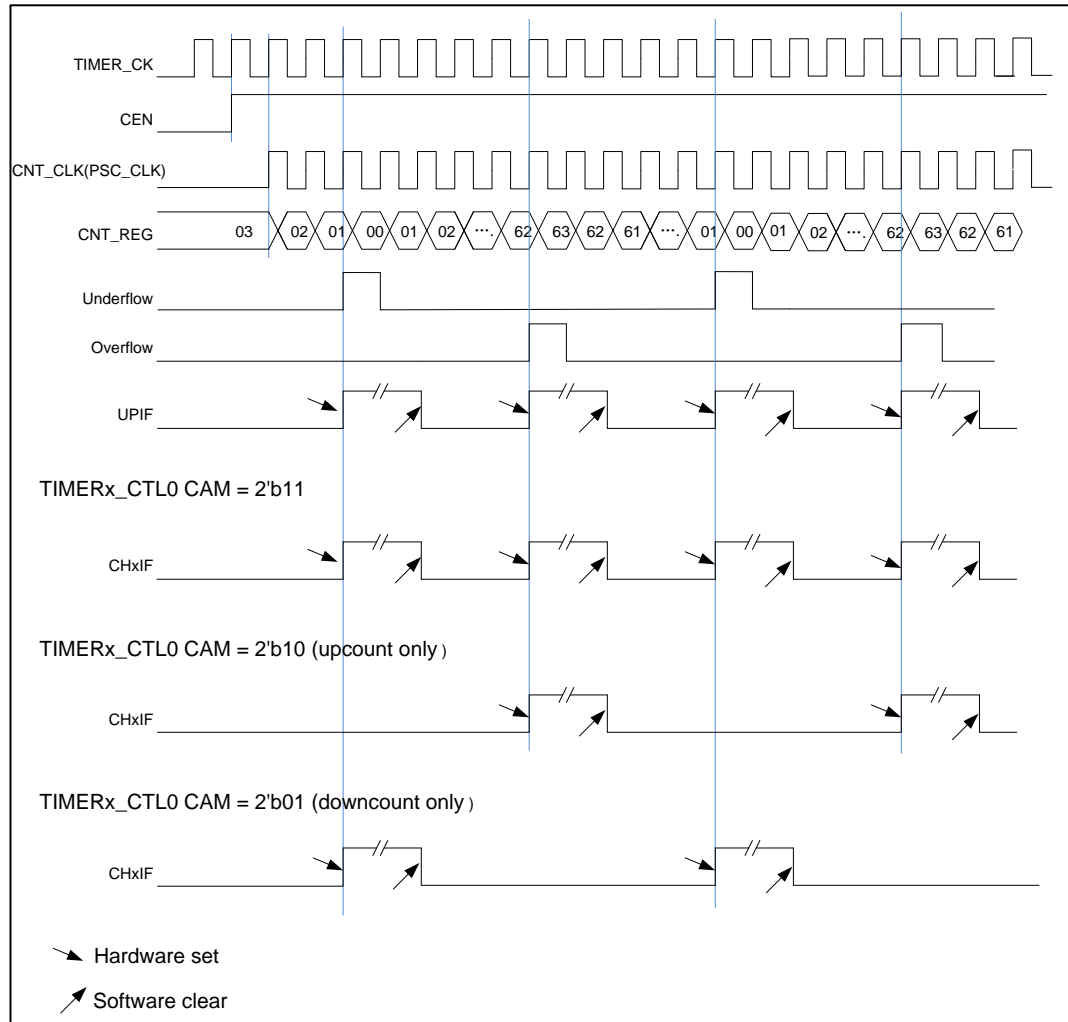 TIMER_CK
CEN
CNT_CLK(PSC_CLK)
CNT_REG 03 02 01 00 01 02 .... 62 63 62 61 .... 01 00 01 02 .... 62 63 62 61
Underflow
Overflow
UPIF
TIMERx_CTL0 CAM = 2'b11
CHxIF
TIMERx_CTL0 CAM = 2'b10 (upcount only）
CHxIF
TIMERx_CTL0 CAM = 2'b01 (downcount only）
CHxIF
Hardware set
Software clear